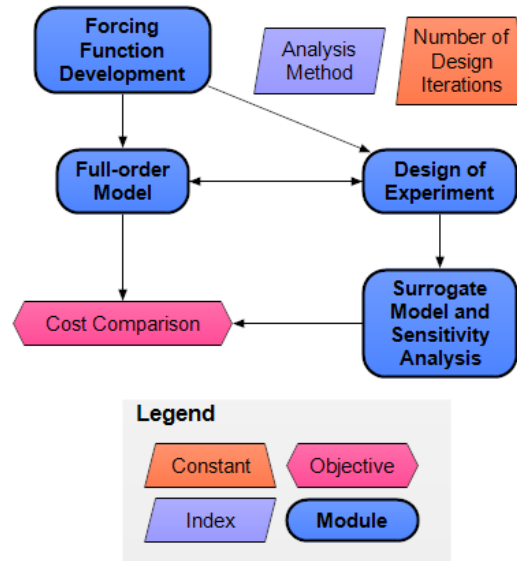 Forcing
Function
Development
Analysis
Method
Number of
Design
Iterations
Full-order
Model
Design of
Experiment
Cost Comparison
Surrogate
Model and
Sensitivity
Analysis
Legend
Constant
Objective
Index
Module